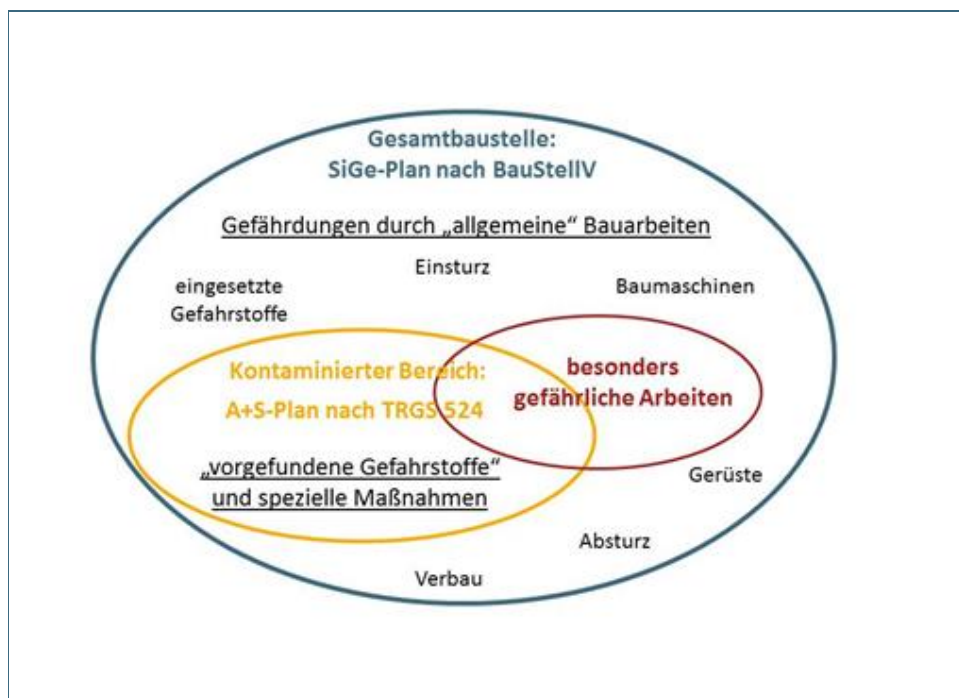 Gesamtbaustelle:
SiGe-Plan nach BauStellV
Gefährdungen durch „allgemeine“ Bauarbeiten
Einsturz
eingesetzte
Gefahrstoffe
Baumaschinen
Kontaminierter Bereich:
A+S-Plan nach TRGS 524
besonders
gefährliche Arbeiten
„vorgefundene Gefahrstoffe“
und spezielle Maßnahmen
Gerüste
Absturz
Verbau